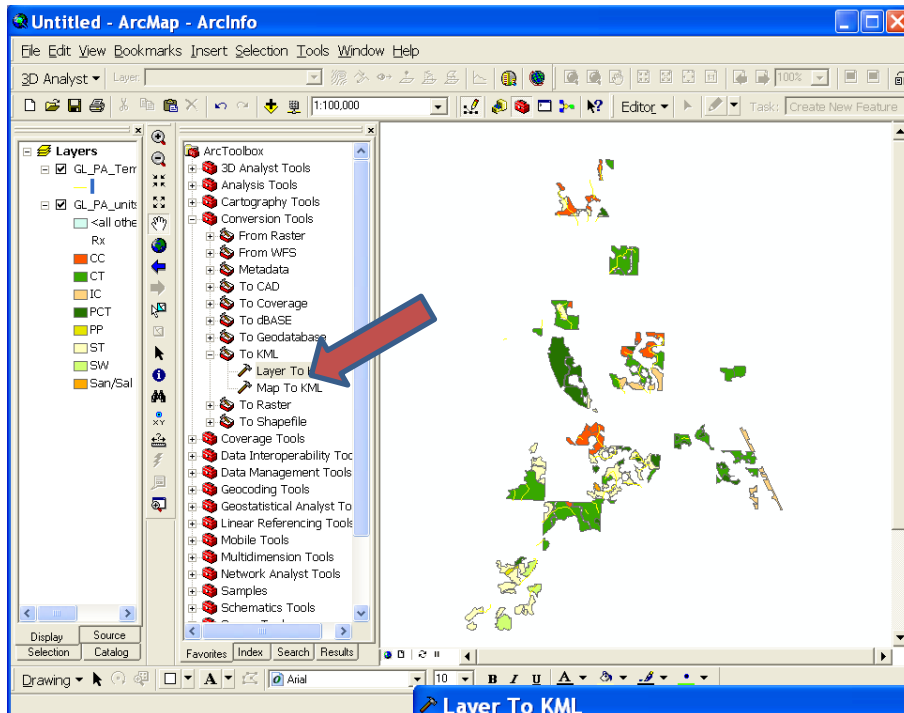 Untitled - ArcMap - ArcInfo
File Edit View Bookmarks Insert Selection Tools Window Help
3D Analyst Layer: 100%
1:100,000 Editor Task: Create New Feature
Layers
GL_PA_Tem
GL_PA_units
<all othe
Rx
CC
CT
IC
PCT
PP
ST
SW
San/Sal
Display Source
Selection Catalog
ArcToolbox
3D Analyst Tools
Analysis Tools
Cartography Tools
Conversion Tools
From Raster
From WFS
Metadata
To CAD
To Coverage
To dBASE
To Geodatabase
To KML
Layer To
Map To KML
To Raster
To Shapefile
Coverage Tools
Data Interoperability Too
Data Management Tools
Geocoding Tools
Geostatistical Analyst To
Linear Referencing Tools
Mobile Tools
Multidimension Tools
Network Analyst Tools
Samples
Schematics Tools
Favorites Index Search Results
Drawing A Arial 10 B I U A
Layer To KML